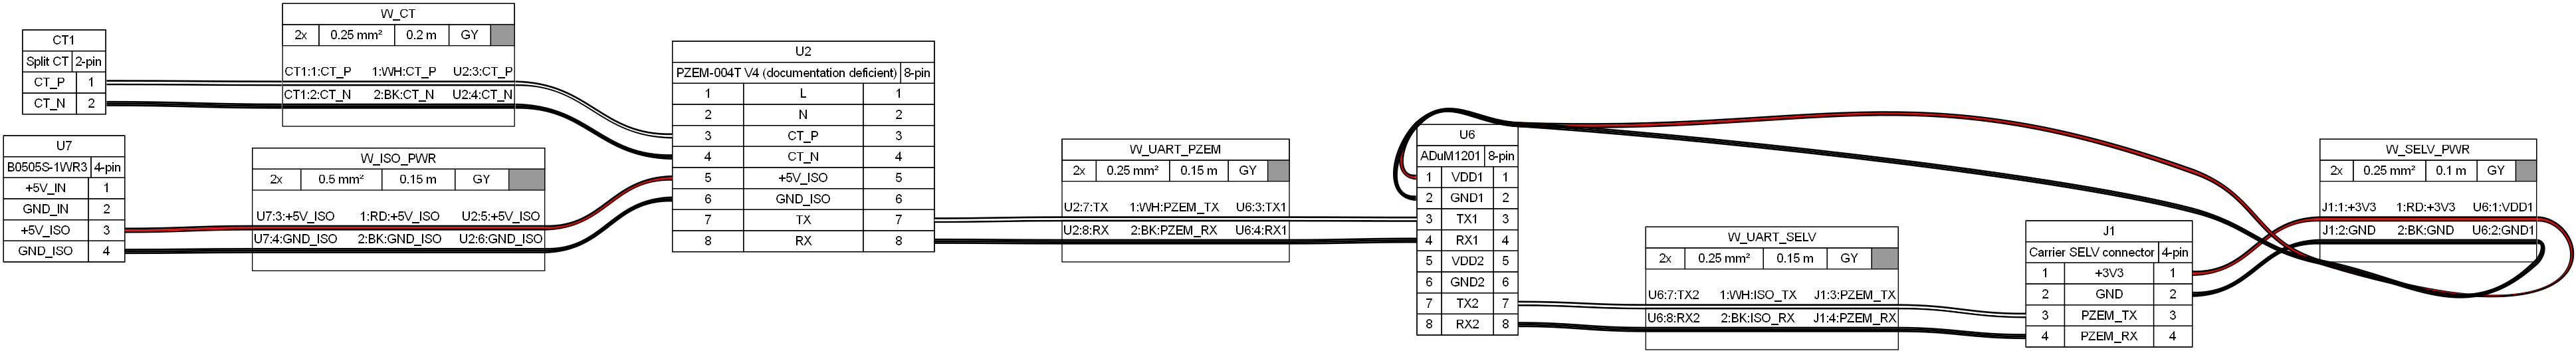 CT1
Split CT 2-pin
CT_P 1
CT_N 2
U7
B0505S-1WR3 4-pin
+5V_IN 1
GND_IN 2
+5V_ISO 3
GND_ISO 4
W_CT
2x 0.25 mm² 0.2 m GY
CT1:1:CT_P 1:WH:CT_P U2:3:CT_P
CT1:2:CT_N 2:BK:CT_N U2:4:CT_N
W_ISO_PWR
2x 0.5 mm² 0.15 m GY
U7:3:+5V_ISO 1:RD:+5V_ISO U2:5:+5V_ISO
U7:4:GND_ISO 2:BK:GND_ISO U2:6:GND_ISO
U2
PZEM-004T V4 (documentation deficient) 8-pin
1 L 1
2 N 2
3 CT_P 3
4 CT_N 4
5 +5V_ISO 5
6 GND_ISO 6
7 TX 7
8 RX 8
W_UART_PZEM
2x 0.25 mm² 0.15 m GY
U2:7:TX 1:WH:PZEM_TX U6:3:TX1
U2:8:RX 2:BK:PZEM_RX U6:4:RX1
U6
ADuM1201 8-pin
1 VDD1 1
2 GND1 2
3 TX1 3
4 RX1 4
5 VDD2 5
6 GND2 6
7 TX2 7
8 RX2 8
W_UART_SELV
2x 0.25 mm² 0.15 m GY
U6:7:TX2 1:WH:ISO_TX J1:3:PZEM_TX
U6:8:RX2 2:BK:ISO_RX J1:4:PZEM_RX
J1
Carrier SELV connector 4-pin
1 +3V3 1
2 GND 2
3 PZEM_TX 3
4 PZEM_RX 4
W_SELV_PWR
2x 0.25 mm² 0.1 m GY
J1:1:+3V3 1:RD:+3V3 U6:1:VDD1
J1:2:GND 2:BK:GND U6:2:GND1